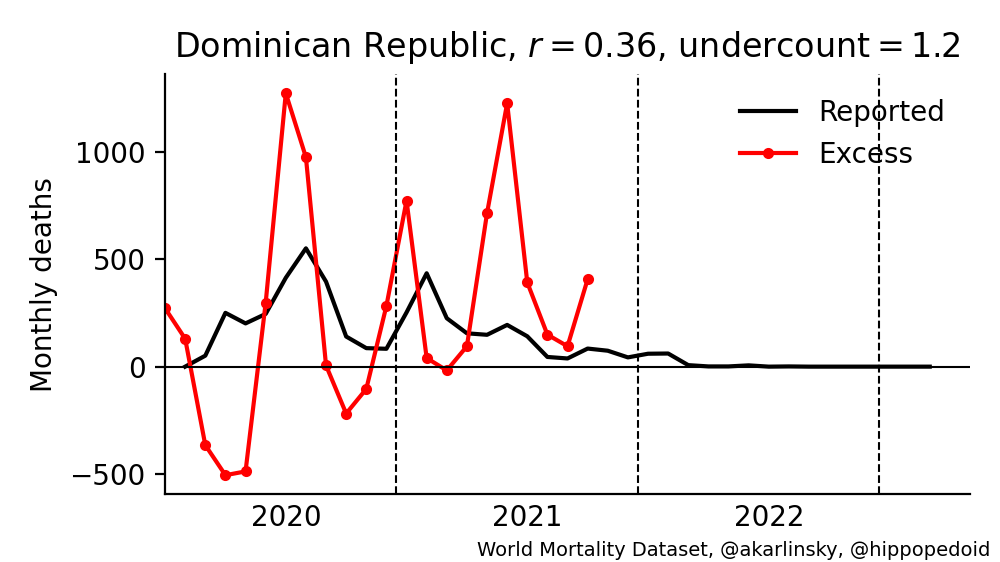 Dominican Republic, r = 0.36, undercount = 1.2
Monthly deaths
1000
500
0
−500
Reported
Excess
2020 2021 2022
World Mortality Dataset, @akarlinsky, @hippopedoid